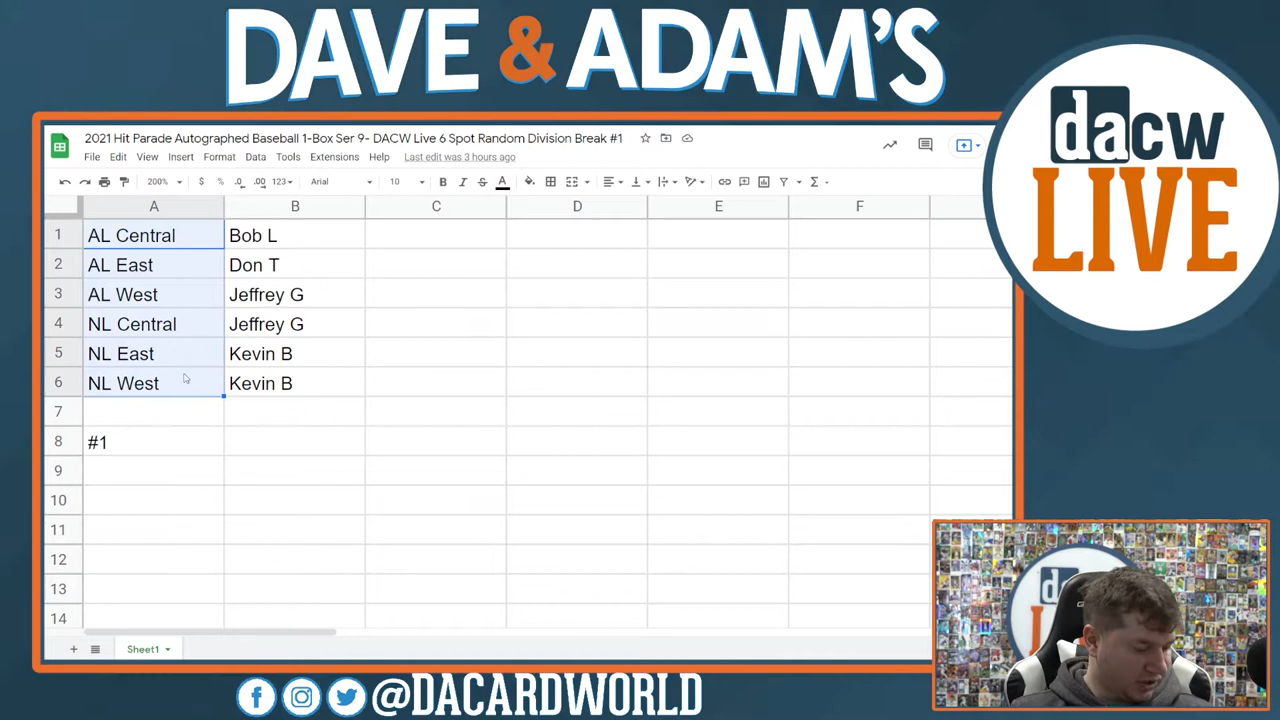 DAVE & ADAM'S
dacw
LIVE
2021 Hit Parade Autographed Baseball 1-Box Ser 9- DACW Live 6 Spot Random Division Break #1
File Edit View Insert Format Data Tools Extensions Help Last edit was 3 hours ago
200% $ % .0 .00 123 Arial 10 B I S A
A B C D E F
1 AL Central Bob L
2 AL East Don T
3 AL West Jeffrey G
4 NL Central Jeffrey G
5 NL East Kevin B
6 NL West Kevin B
7
8 #1
9
10
11
12
13
14
+ Sheet1
@DACARDWORLD
da
LIVE